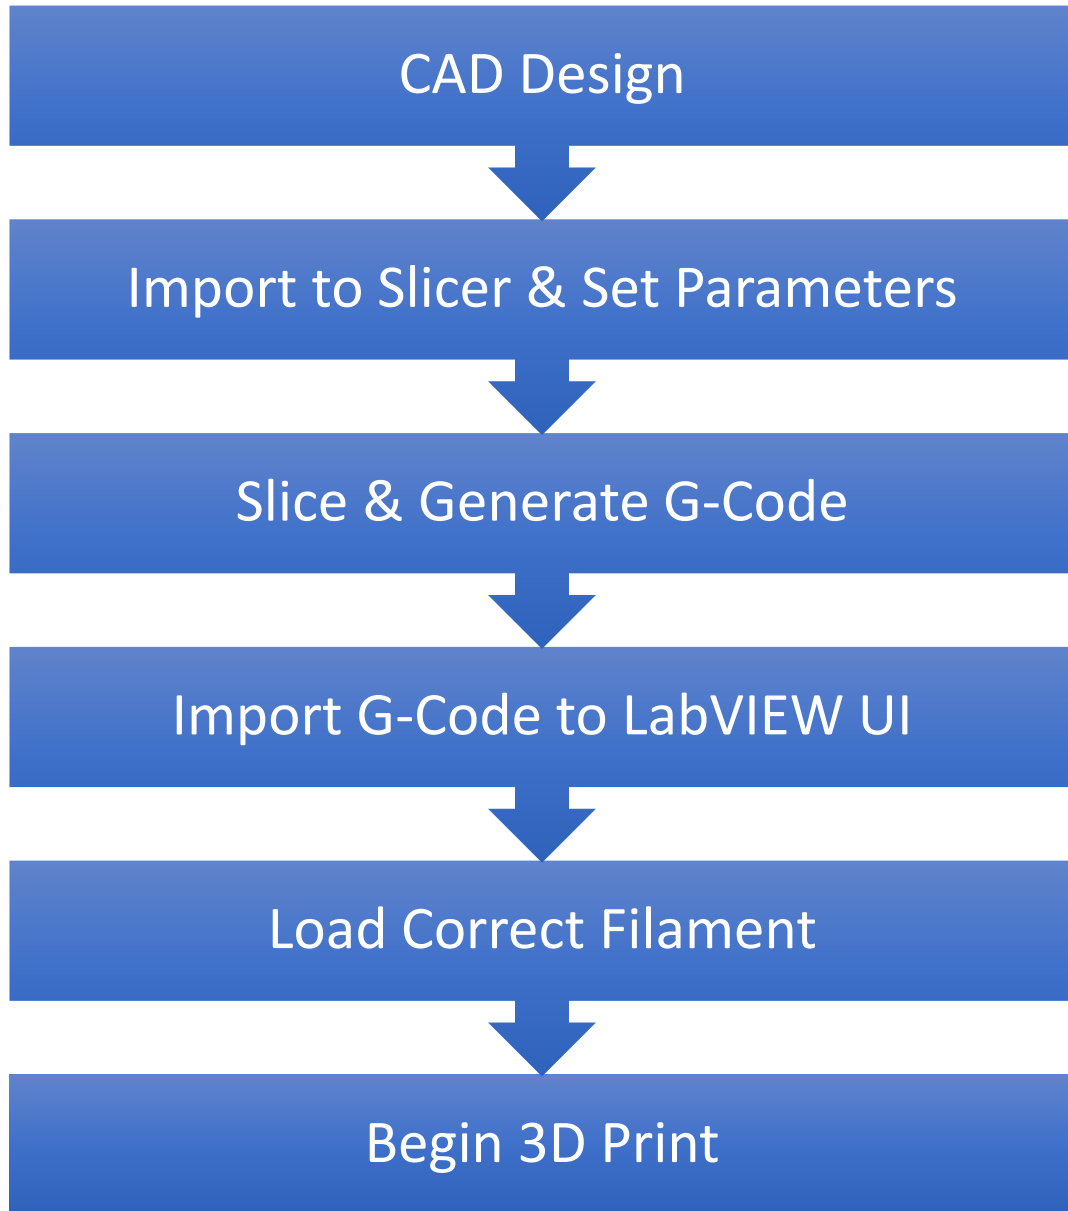 CAD Design
Import to Slicer & Set Parameters
Slice & Generate G-Code
Import G-Code to LabVIEW UI
Load Correct Filament
Begin 3D Print